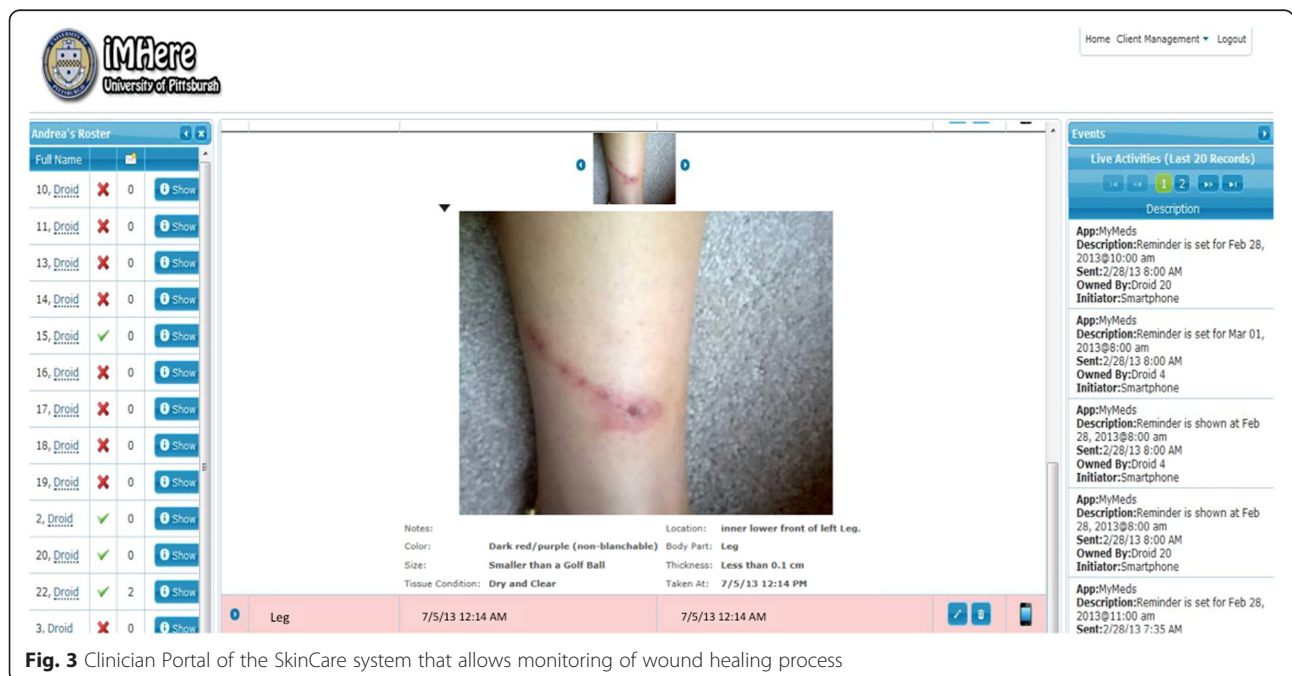 iMHere
University of Pittsburgh
Home Client Management Logout
Andrea's Roster
Full Name
10, Droid 0 Show
11, Droid 0 Show
13, Droid 0 Show
14, Droid 0 Show
15, Droid 0 Show
16, Droid 0 Show
17, Droid 0 Show
18, Droid 0 Show
19, Droid 0 Show
2, Droid 0 Show
20, Droid 0 Show
22, Droid 2 Show
3, Droid 0 Show
Notes:
Location: inner lower front of left Leg.
Color: Dark red/purple (non-blanchable) Body Part: Leg
Size: Smaller than a Golf Ball Thickness: Less than 0.1 cm
Tissue Condition: Dry and Clear Taken At: 7/5/13 12:14 PM
Leg 7/5/13 12:14 AM 7/5/13 12:14 AM
Events
Live Activities (Last 20 Records)
1 2
Description
App:MyMeds
Description:Reminder is set for Feb 28,
2013@10:00 am
Sent:2/28/13 8:00 AM
Owned By:Droid 20
Initiator:Smartphone
App:MyMeds
Description:Reminder is set for Mar 01,
2013@8:00 am
Sent:2/28/13 8:00 AM
Owned By:Droid 4
Initiator:Smartphone
App:MyMeds
Description:Reminder is shown at Feb
28, 2013@8:00 am
Sent:2/28/13 8:00 AM
Owned By:Droid 4
Initiator:Smartphone
App:MyMeds
Description:Reminder is shown at Feb
28, 2013@8:00 am
Sent:2/28/13 8:00 AM
Owned By:Droid 20
Initiator:Smartphone
App:MyMeds
Description:Reminder is set for Feb 28,
2013@11:00 am
Sent:2/28/13 7:35 AM
Fig. 3 Clinician Portal of the SkinCare system that allows monitoring of wound healing process